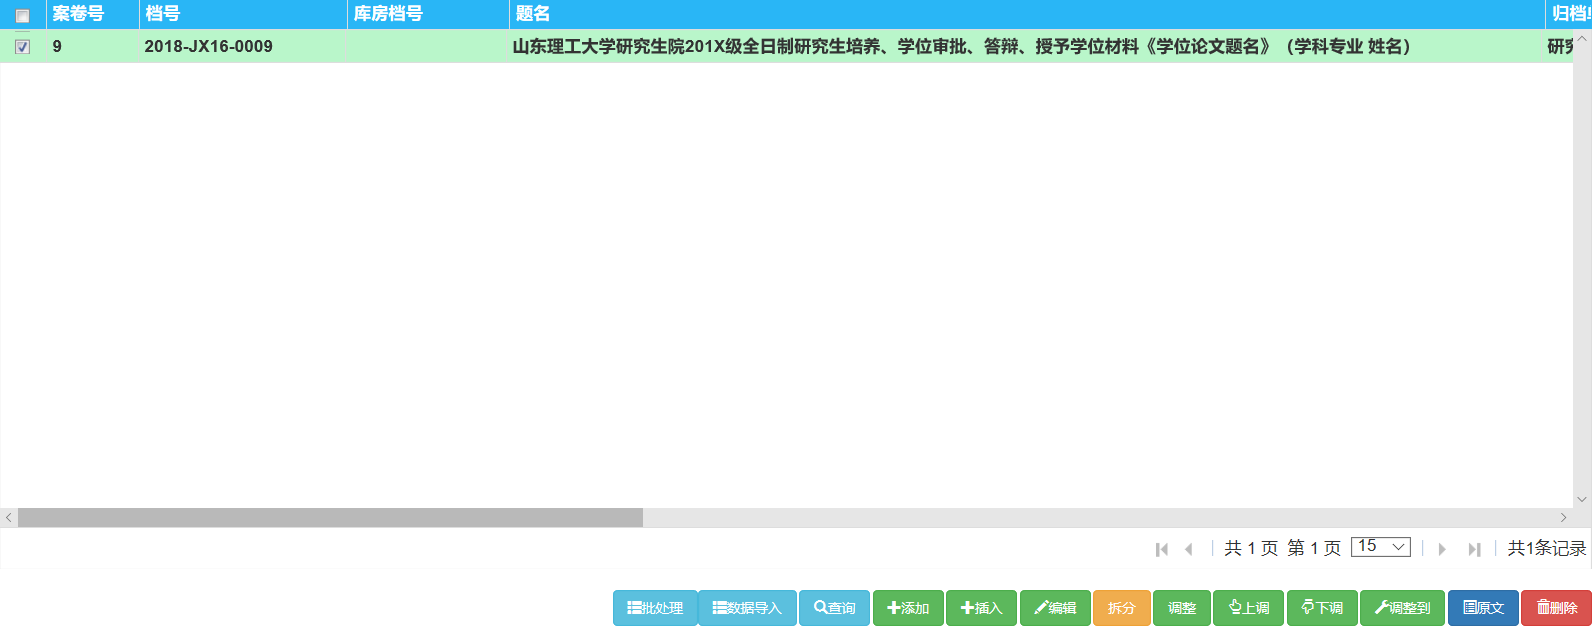 案卷号 档号 库房档号 题名 归档
9 2018-JX16-0009 山东理工大学研究生院201X级全日制研究生培养、学位审批、答辩、授予学位材料《学位论文题名》（学科专业 姓名） 研究
共 1 页 第 1 页 15 共1条记录
批处理 数据导入 查询 添加 插入 编辑 拆分 调整 上调 下调 调整到 原文 删除